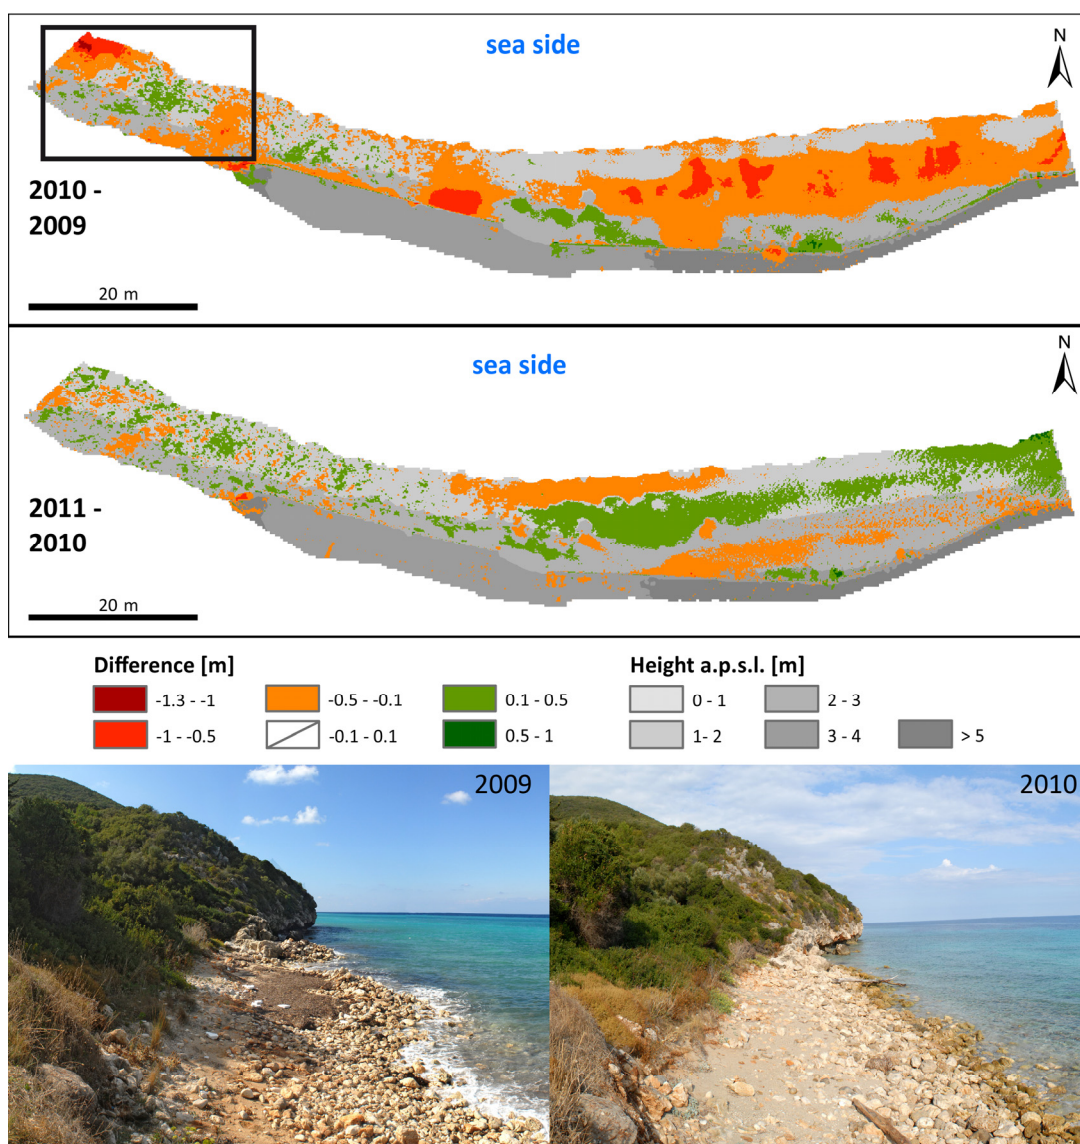 sea side
N
2010 -
2009
20 m
sea side
N
2011 -
2010
20 m
Difference [m]
-1.3 - -1
-0.5 - -0.1
0.1 - 0.5
-1 - -0.5
-0.1 - 0.1
0.5 - 1
Height a.p.s.l. [m]
0 - 1
2 - 3
1- 2
3 - 4
> 5
2009
2010